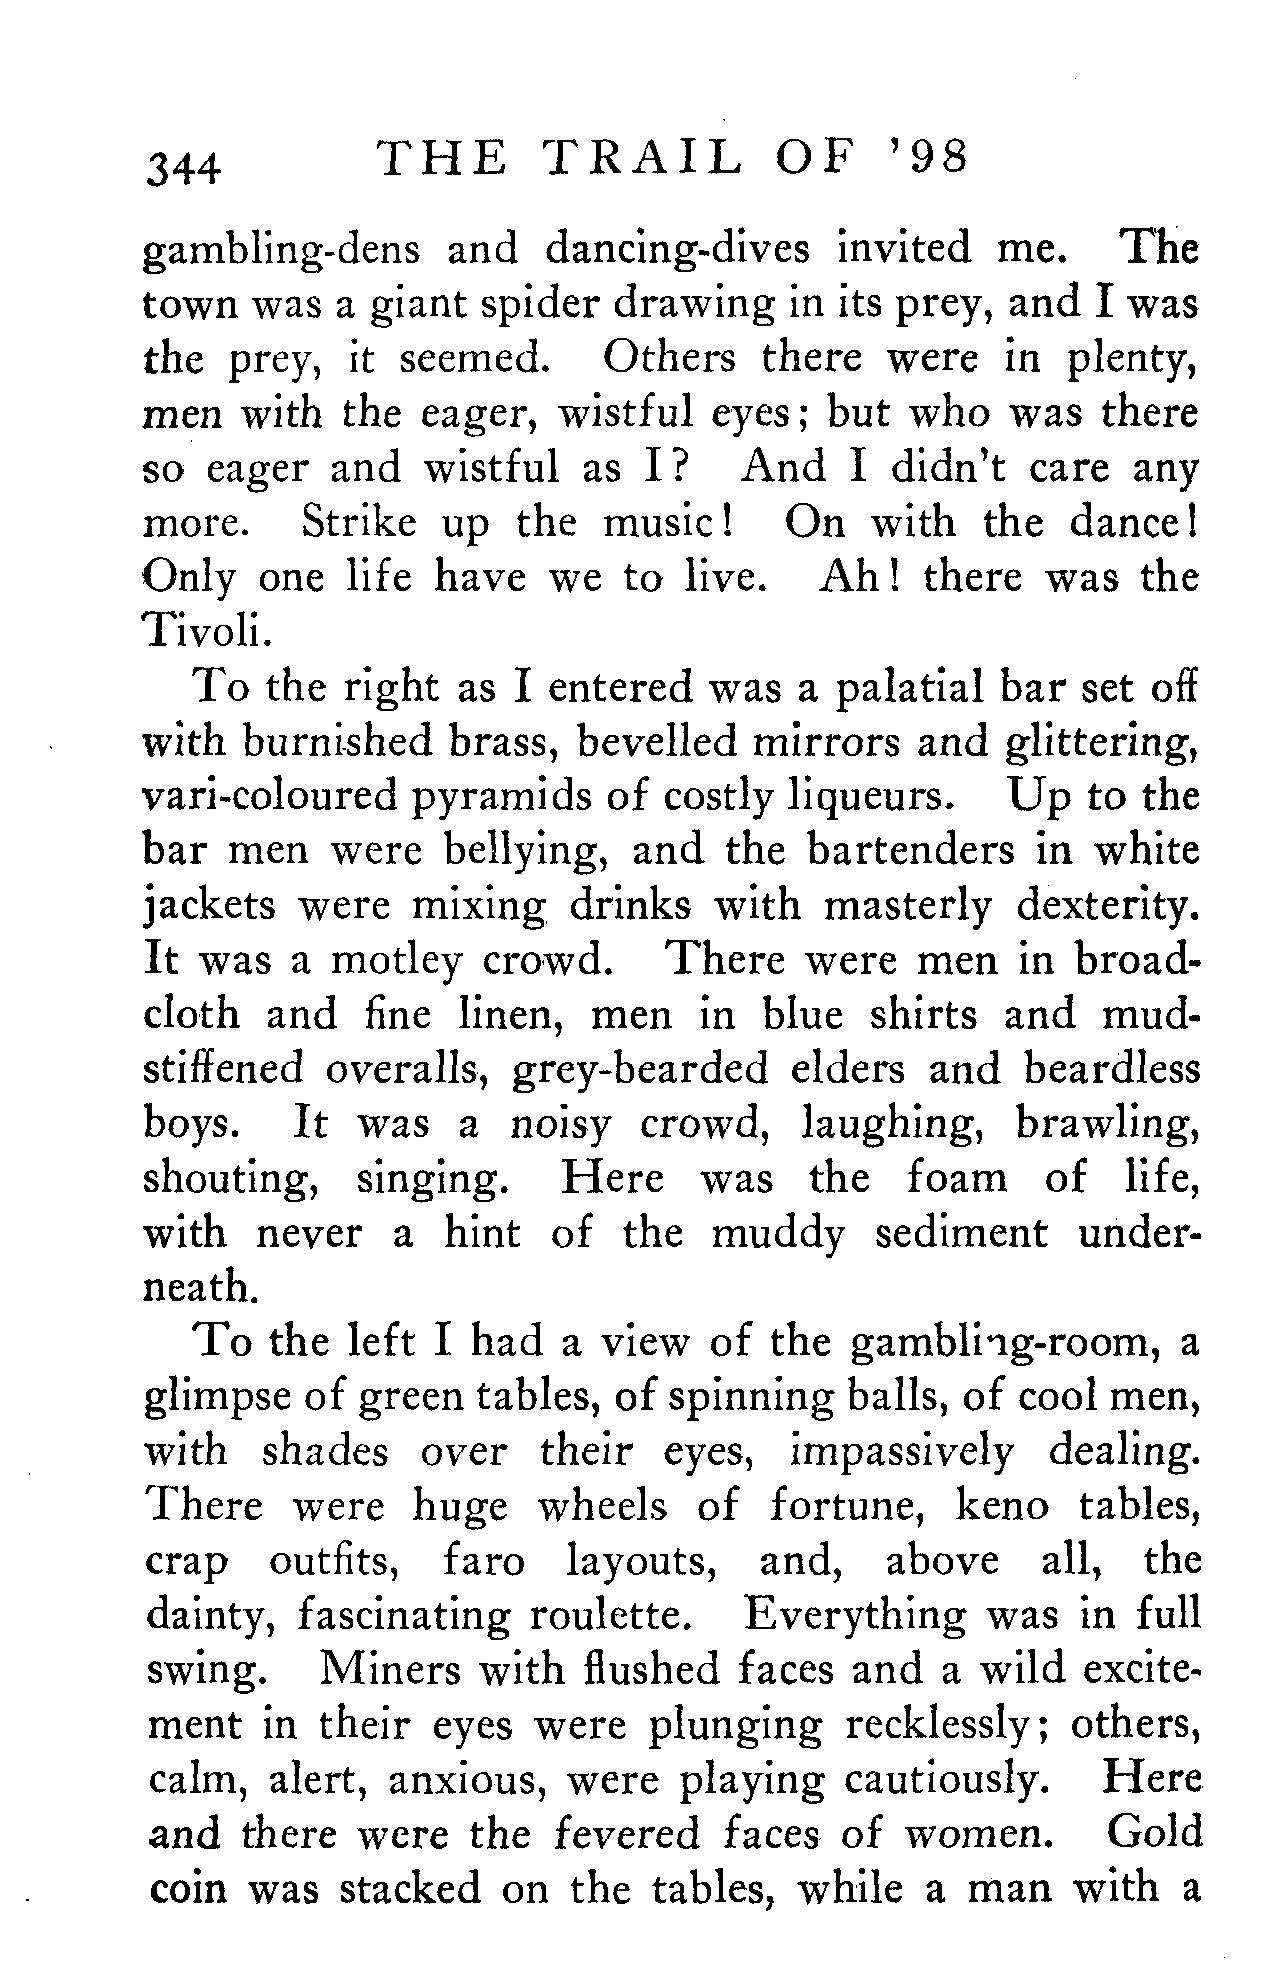 344 THE TRAIL OF '98
gambling-dens and dancing-dives invited me. The
town was a giant spider drawing in its prey, and I was
the prey, it seemed. Others there were in plenty,
men with the eager, wistful eyes; but who was there
so eager and wistful as I? And I didn't care any
more. Strike up the music! On with the dance!
Only one life have we to live. Ah! there was the
Tivoli.
To the right as I entered was a palatial bar set off
with burnished brass, bevelled mirrors and glittering,
vari-coloured pyramids of costly liqueurs. Up to the
bar men were bellying, and the bartenders in white
jackets were mixing drinks with masterly dexterity.
It was a motley crowd. There were men in broad-
cloth and fine linen, men in blue shirts and mud-
stiffened overalls, grey-bearded elders and beardless
boys. It was a noisy crowd, laughing, brawling,
shouting, singing. Here was the foam of life,
with never a hint of the muddy sediment under-
neath.
To the left I had a view of the gambling-room, a
glimpse of green tables, of spinning balls, of cool men,
with shades over their eyes, impassively dealing.
There were huge wheels of fortune, keno tables,
crap outfits, faro layouts, and, above all, the
dainty, fascinating roulette. Everything was in full
swing. Miners with flushed faces and a wild excite-
ment in their eyes were plunging recklessly; others,
calm, alert, anxious, were playing cautiously. Here
and there were the fevered faces of women. Gold
coin was stacked on the tables, while a man with a